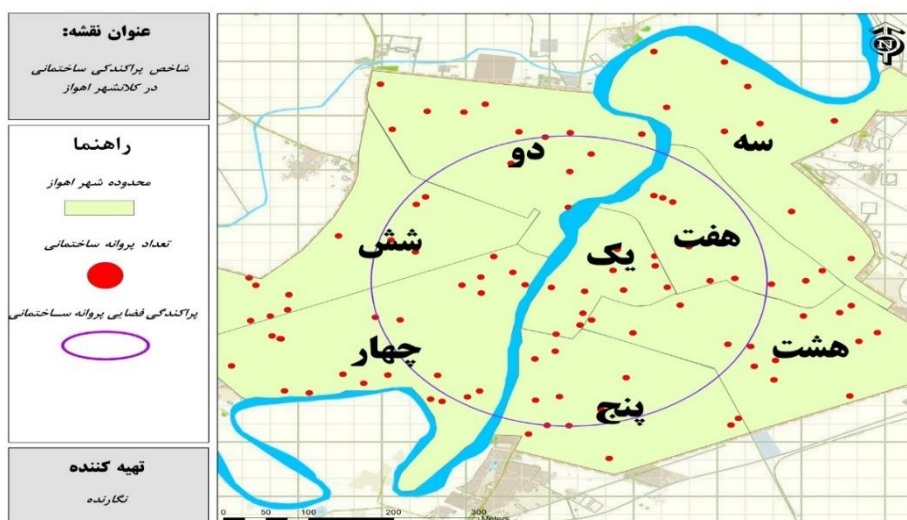 عنوان نقشه:
شاخص پراکندگی ساختمانی
در کلانشهر اهواز
راهنما
محدوده شهر اهواز
تعداد پروانه ساختمانی
پراکندگی فضایی پروانه ساختمانی
تهیه کننده
نگارنده
N
سه
دو
هفت
یک
شش
هشت
چهار
پنج
0 50 100 200 300
Meters